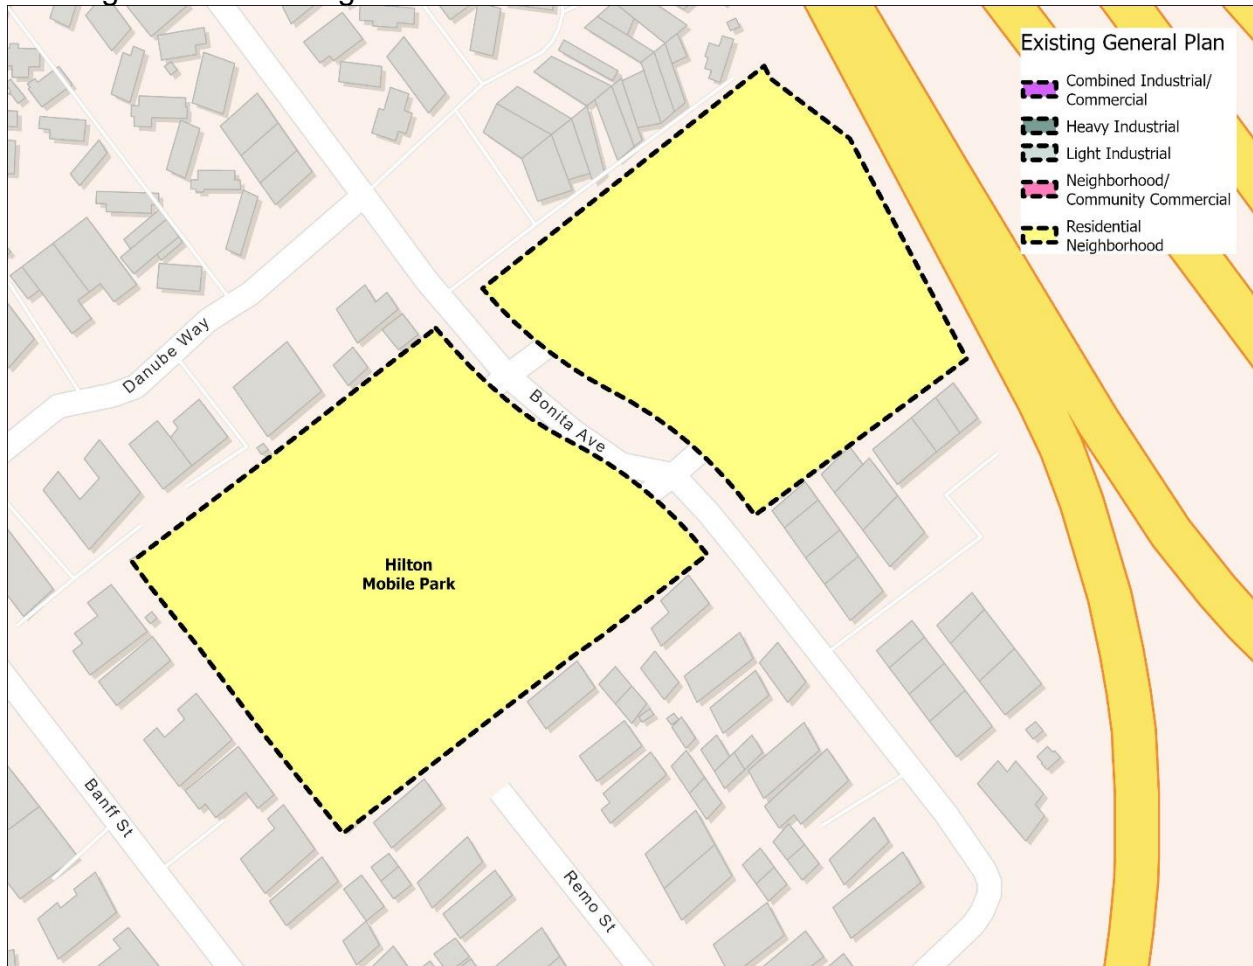 Existing General Plan
Combined Industrial/
Commercial
Heavy Industrial
Light Industrial
Neighborhood/
Community Commercial
Residential
Neighborhood
Danube Way
Bonita Ave
Hilton
Mobile Park
Banff St
Remo St